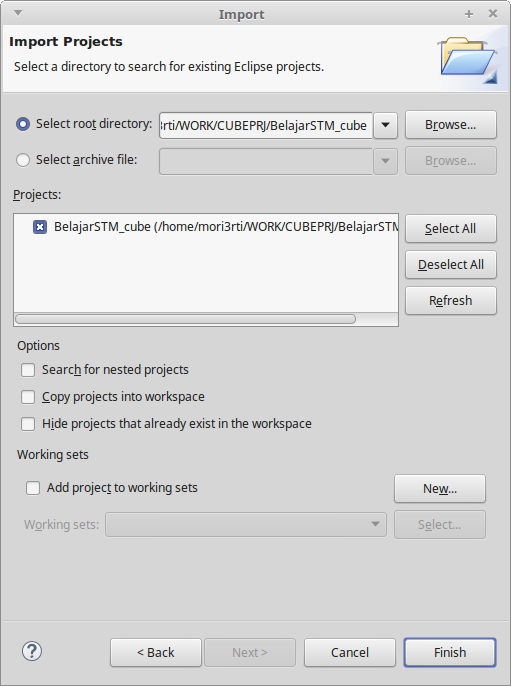 Import
Import Projects
Select a directory to search for existing Eclipse projects.
Select root directory: 3rti/WORK/CUBEPRJ/BelajarSTM_cube Browse...
Select archive file: Browse...
Projects:
BelajarSTM_cube (/home/mori3rti/WORK/CUBEPRJ/BelajarSTM
Select All
Deselect All
Refresh
Options
Search for nested projects
Copy projects into workspace
Hide projects that already exist in the workspace
Working sets
Add project to working sets New...
Working sets: Select...
? < Back Next > Cancel Finish